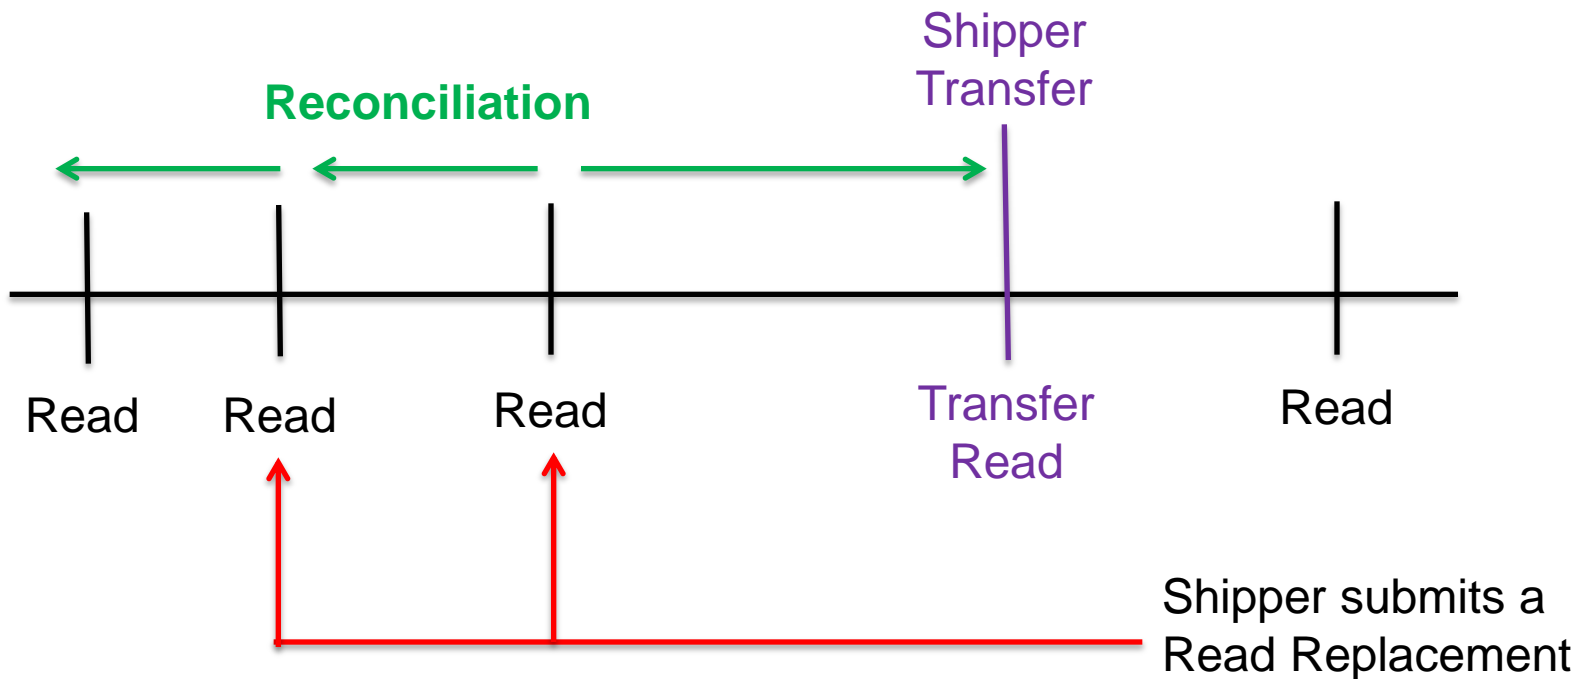 Shipper
Transfer
Reconciliation
Read
Read
Read
Transfer
Read
Read
Shipper submits a
Read Replacement